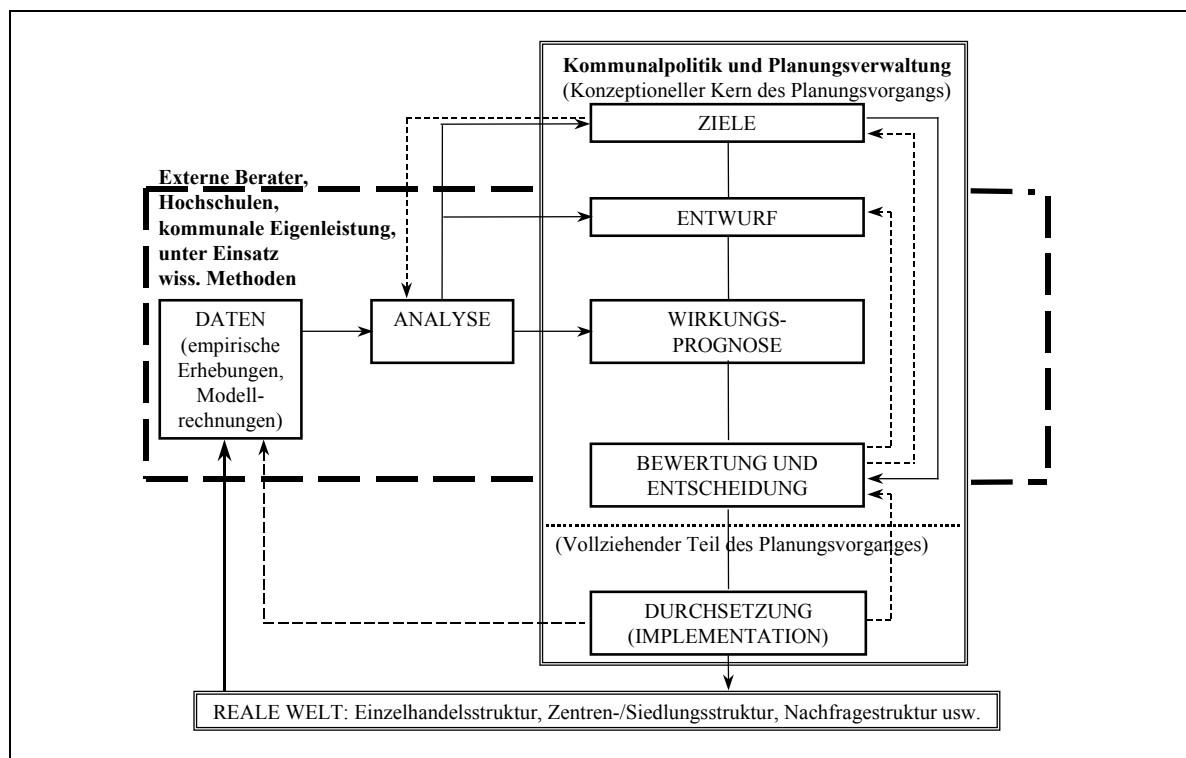 Kommunalpolitik und Planungsverwaltung
(Konzeptioneller Kern des Planungsvorgangs)
ZIELE
Externe Berater,
Hochschulen,
kommunale Eigenleistung,
unter Einsatz
wiss. Methoden
ENTWURF
DATEN
(empirische
Erhebungen,
Modell-
rechnungen)
ANALYSE
WIRKUNGS-
PROGNOSE
BEWERTUNG UND
ENTSCHEIDUNG
(Vollziehender Teil des Planungsvorganges)
DURCHSETZUNG
(IMPLEMENTATION)
REALE WELT: Einzelhandelsstruktur, Zentren-/Siedlungsstruktur, Nachfragestruktur usw.